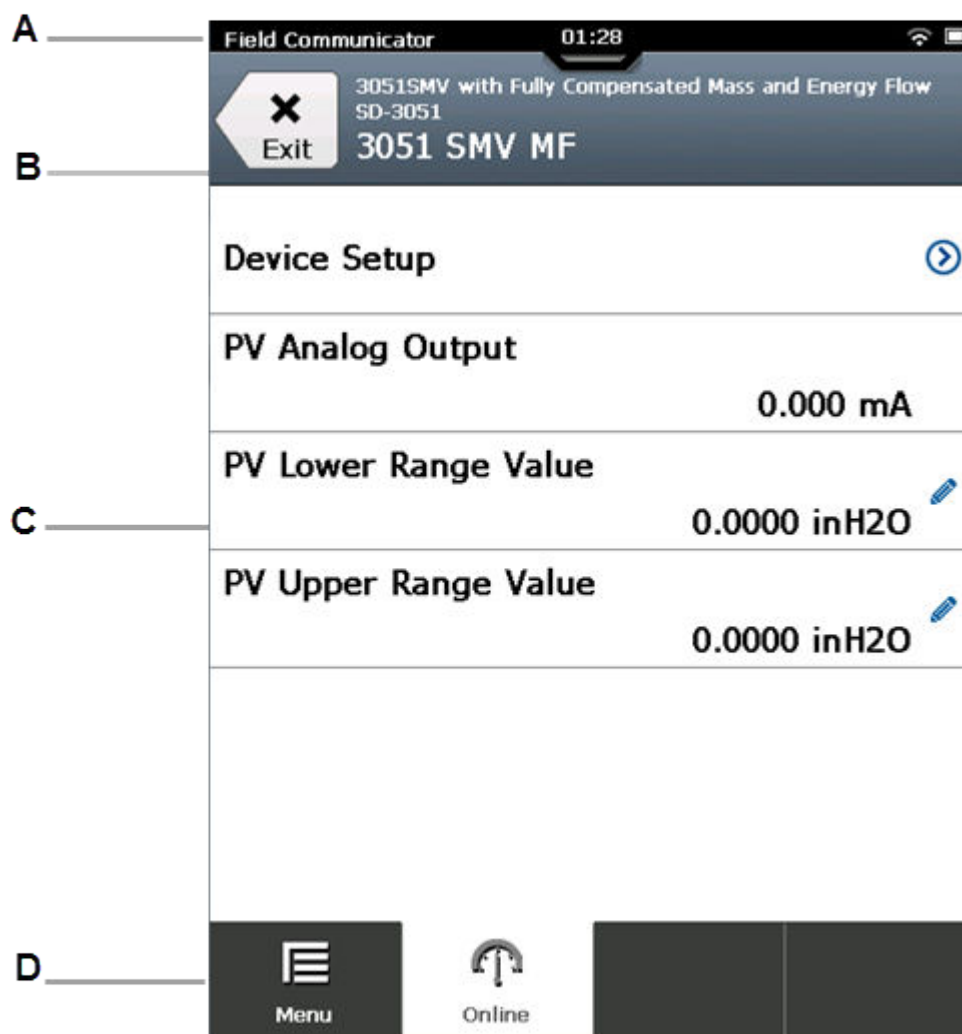 A
Field Communicator 01:28
3051SMV with Fully Compensated Mass and Energy Flow
SD-3051
Exit 3051 SMV MF
B
Device Setup
PV Analog Output
0.000 mA
PV Lower Range Value
C
0.0000 inH2O
PV Upper Range Value
0.0000 inH2O
D
Menu Online